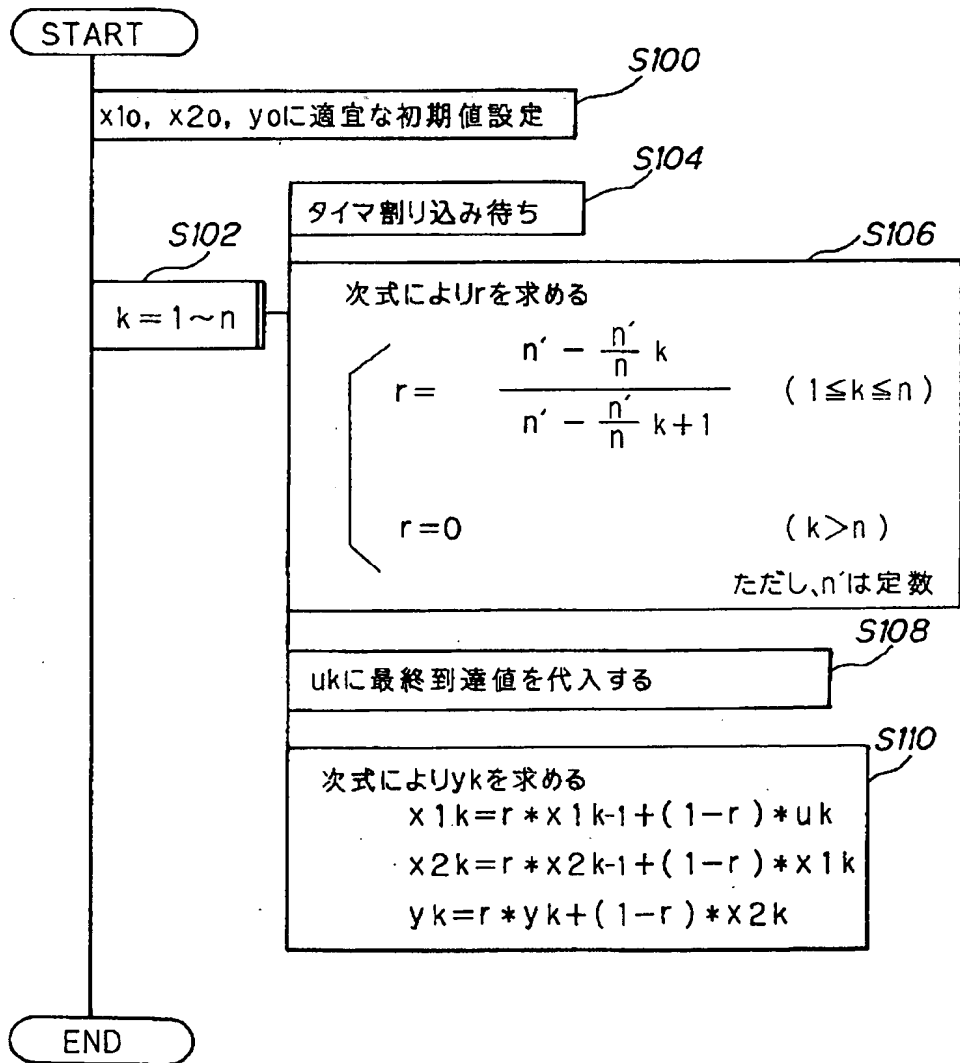 START
S100
x1o, x2o, yoに適宜な初期値設定
S104
タイマ割り込み待ち
S102
k=1~n
S106
次式によりrを求める
r= (n′ - n′/n k) / (n′ - n′/n k+1) (1≦k≦n)
r=0 (k>n)
ただし、n′は定数
S108
ukに最終到達値を代入する
S110
次式によりykを求める
x1k=r*x1k-1+(1-r)*uk
x2k=r*x2k-1+(1-r)*x1k
yk=r*yk+(1-r)*x2k
END